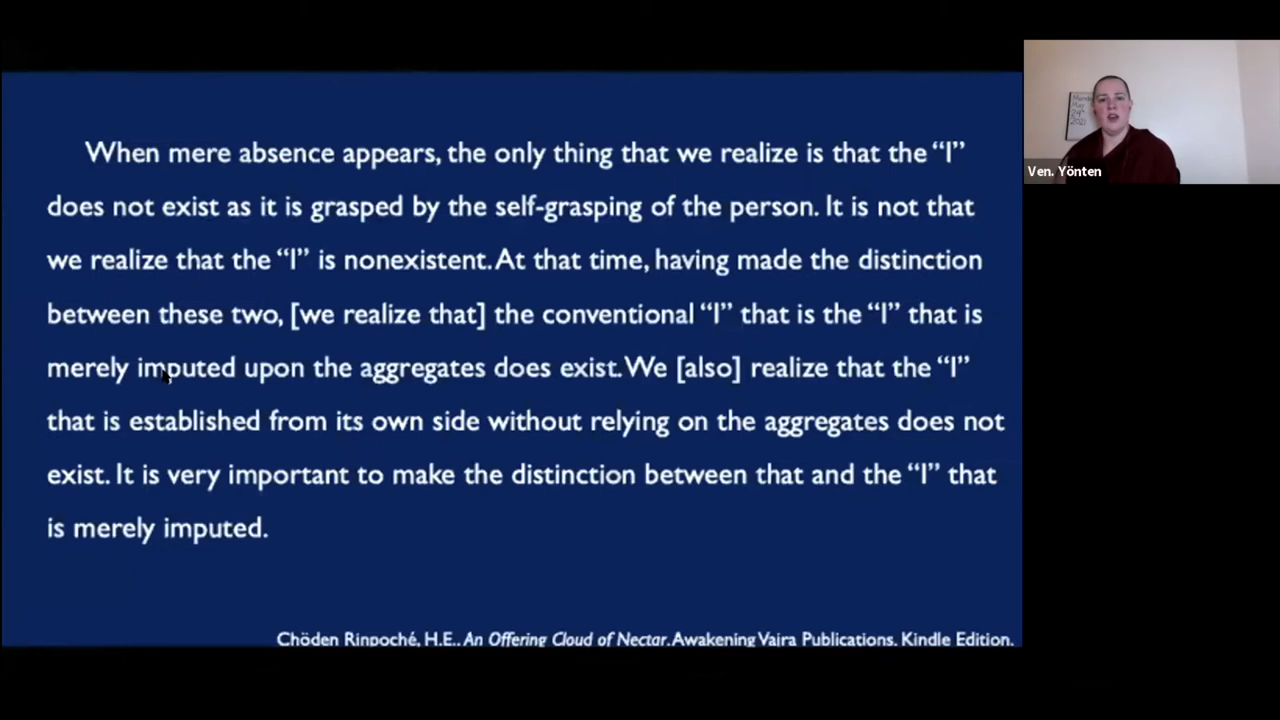 When mere absence appears, the only thing that we realize is that the “I”
does not exist as it is grasped by the self-grasping of the person. It is not that
we realize that the “I” is nonexistent. At that time, having made the distinction
between these two, [we realize that] the conventional “I” that is the “I” that is
merely imputed upon the aggregates does exist. We [also] realize that the “I”
that is established from its own side without relying on the aggregates does not
exist. It is very important to make the distinction between that and the “I” that
is merely imputed.
Chöden Rinpoché, H.E.. An Offering Cloud of Nectar. Awakening Vajra Publications. Kindle Edition.
Monday
May
24th
2021
Ven. Yönten